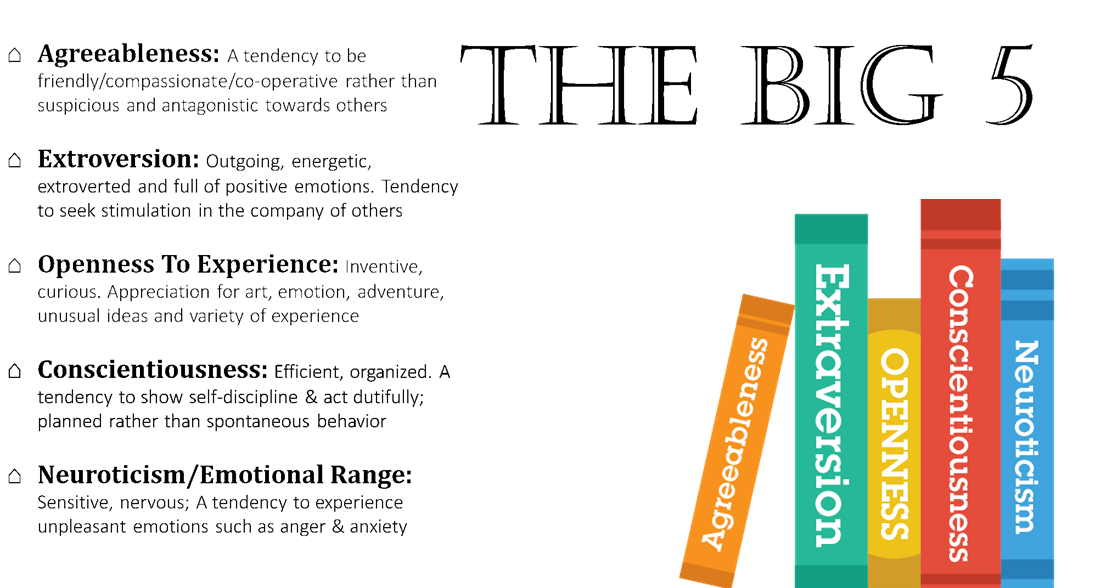 THE BIG 5
Agreeableness: A tendency to be
friendly/compassionate/co-operative rather than
suspicious and antagonistic towards others
Extroversion: Outgoing, energetic,
extroverted and full of positive emotions. Tendency
to seek stimulation in the company of others
Openness To Experience: Inventive,
curious. Appreciation for art, emotion, adventure,
unusual ideas and variety of experience
Conscientiousness: Efficient, organized. A
tendency to show self-discipline & act dutifully;
planned rather than spontaneous behavior
Neuroticism/Emotional Range:
Sensitive, nervous; A tendency to experience
unpleasant emotions such as anger & anxiety
Agreeableness
Extraversion
OPENNESS
Conscientiousness
Neuroticism